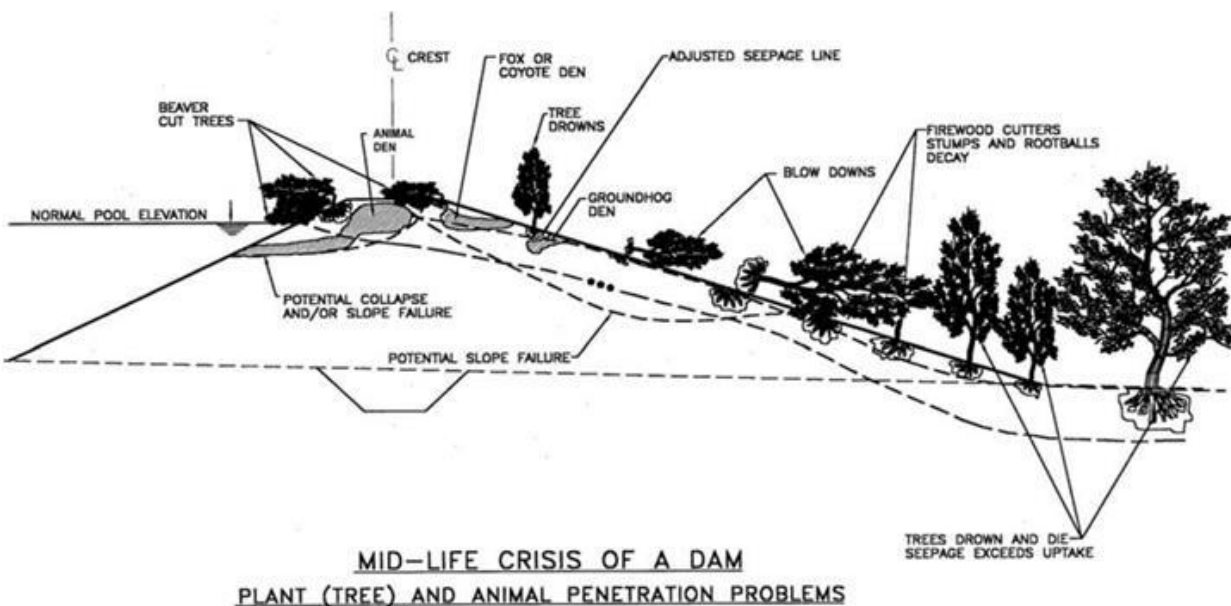 ℄ CREST
FOX OR
COYOTE DEN
ADJUSTED SEEPAGE LINE
BEAVER
CUT TREES
ANIMAL
DEN
TREE
DROWNS
FIREWOOD CUTTERS
STUMPS AND ROOTBALLS
DECAY
BLOW DOWNS
GROUNDHOG
DEN
NORMAL POOL ELEVATION
POTENTIAL COLLAPSE
AND/OR SLOPE FAILURE
POTENTIAL SLOPE FAILURE
TREES DROWN AND DIE
SEEPAGE EXCEEDS UPTAKE
MID-LIFE CRISIS OF A DAM
PLANT (TREE) AND ANIMAL PENETRATION PROBLEMS